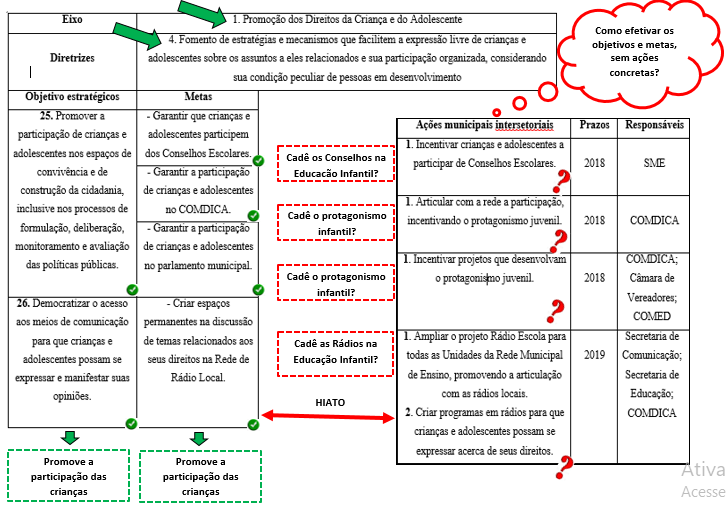 Eixo
1. Promoção dos Direitos da Criança e do Adolescente
Diretrizes
4. Fomento de estratégias e mecanismos que facilitem a expressão livre de crianças e
adolescentes sobre os assuntos a eles relacionados e sua participação organizada, considerando
sua condição peculiar de pessoas em desenvolvimento
Como efetivar os
objetivos e metas,
sem ações
concretas?
Objetivo estratégicos
Metas
25. Promover a
participação de crianças e
adolescentes nos espaços de
convivência e de
construção da cidadania,
inclusive nos processos de
formulação, deliberação,
monitoramento e avaliação
das políticas públicas.
- Garantir que crianças e
adolescentes participem
dos Conselhos Escolares.
- Garantir a participação
de crianças e adolescentes
no COMDICA.
- Garantir a participação
de crianças e adolescentes
no parlamento municipal.
26. Democratizar o acesso
aos meios de comunicação
para que crianças e
adolescentes possam se
expressar e manifestar suas
opiniões.
- Criar espaços
permanentes na discussão
de temas relacionados aos
seus direitos na Rede de
Rádio Local.
Promove a
participação das
crianças
Promove a
participação das
crianças
Cadê os Conselhos na
Educação Infantil?
Cadê o protagonismo
infantil?
Cadê o protagonismo
infantil?
Cadê as Rádios na
Educação Infantil?
HIATO
Ações municipais intersetoriais
Prazos
Responsáveis
1. Incentivar crianças e adolescentes a
participar de Conselhos Escolares.
2018
SME
?
1. Articular com a rede a participação,
incentivando o protagonismo juvenil.
2018
COMDICA
?
1. Incentivar projetos que desenvolvam
o protagonismo juvenil.
2018
COMDICA;
Câmara de
Vereadores;
COMED
?
1. Ampliar o projeto Rádio Escola para
todas as Unidades da Rede Municipal
de Ensino, promovendo a articulação
com as rádios locais.
2. Criar programas em rádios para que
crianças e adolescentes possam se
expressar acerca de seus direitos.
2019
Secretaria de
Comunicação;
Secretaria de
Educação;
COMDICA
?
Ativa
Acesse